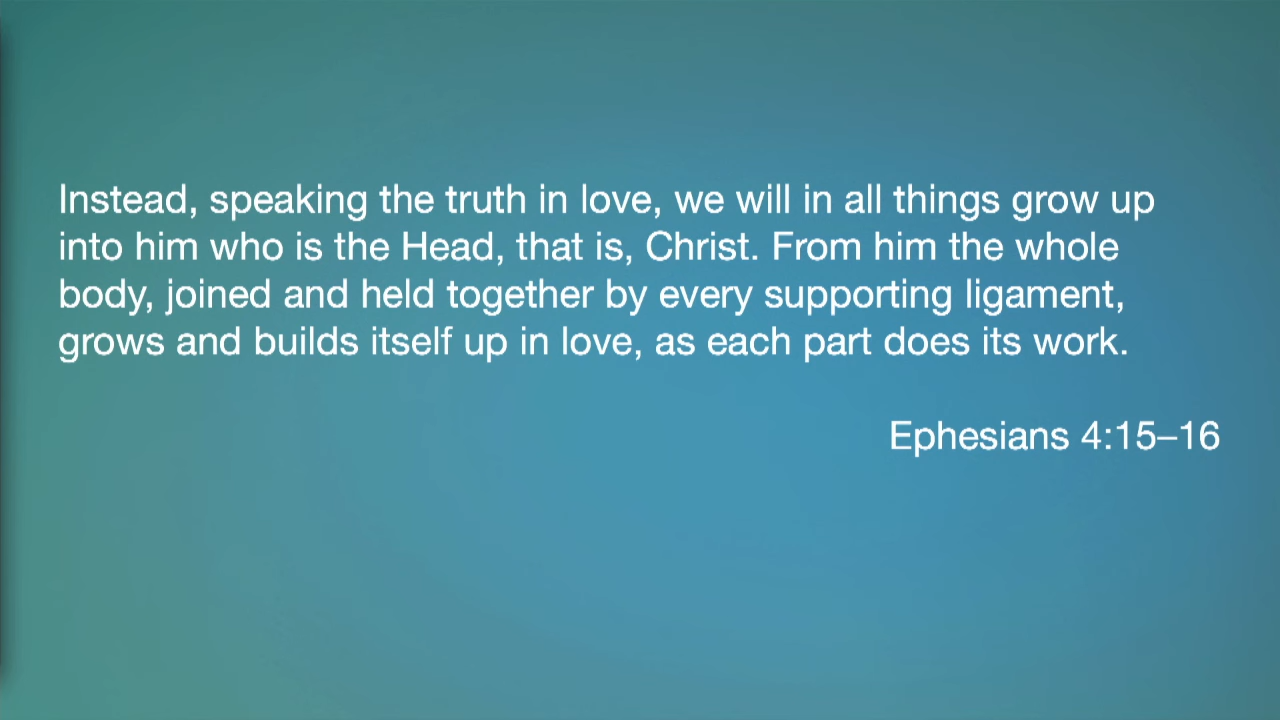 Instead, speaking the truth in love, we will in all things grow up
into him who is the Head, that is, Christ. From him the whole
body, joined and held together by every supporting ligament,
grows and builds itself up in love, as each part does its work.
Ephesians 4:15–16